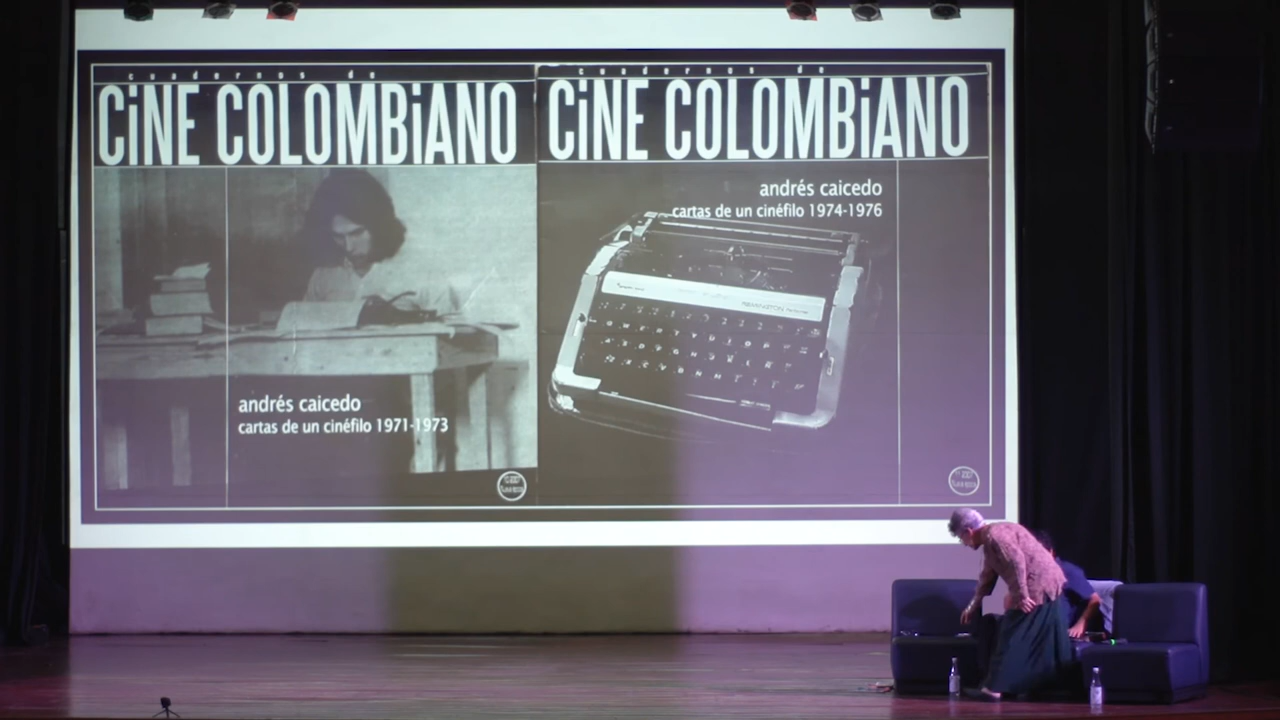 cuadernos de
CiNE COLOMBiANO
andrés caicedo
cartas de un cinéfilo 1971-1973
cuadernos de
CiNE COLOMBiANO
andrés caicedo
cartas de un cinéfilo 1974-1976
REMINGTON